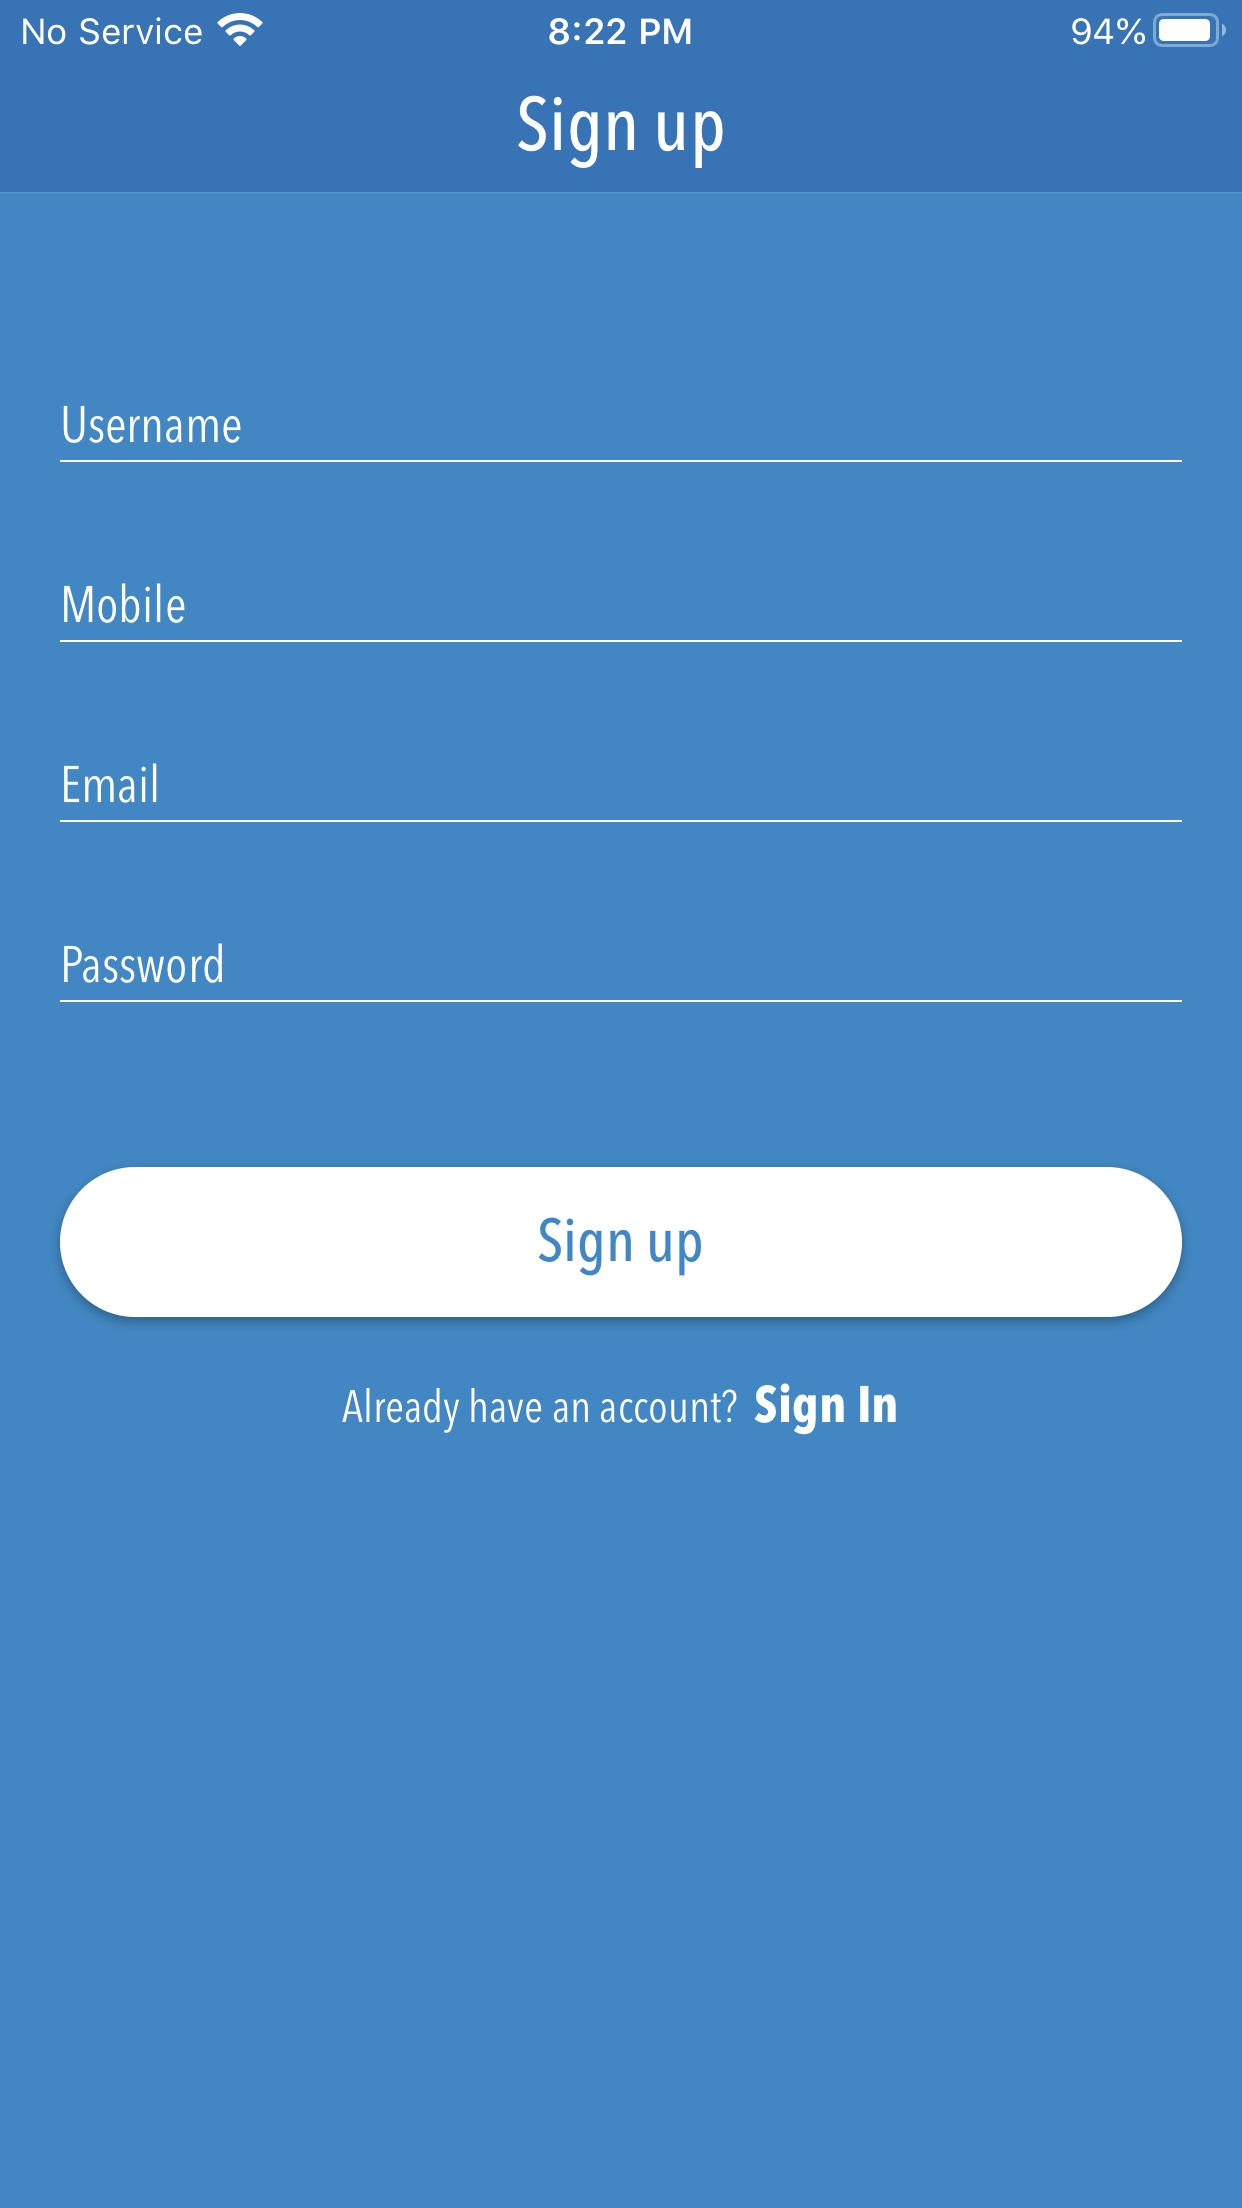 No Service 8:22 PM 94%
Sign up
Username
Mobile
Email
Password
Sign up
Already have an account? Sign In